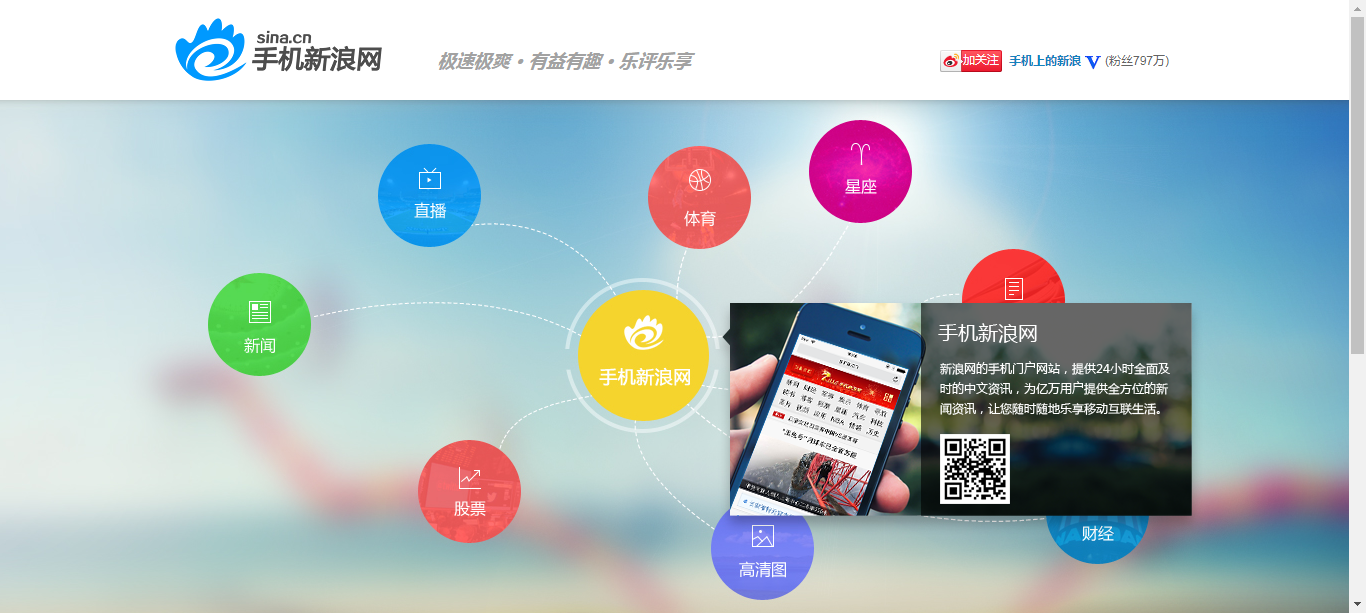 sina.cn
手机新浪网
极速极爽·有益有趣·乐评乐享
加关注
手机上的新浪
(粉丝797万)
直播
体育
星座
新闻
手机新浪网
手机新浪网
新浪网的手机门户网站，提供24小时全面及
时的中文资讯，为亿万用户提供全方位的新
闻资讯，让您随时随地乐享移动互联生活。
股票
高清图
财经